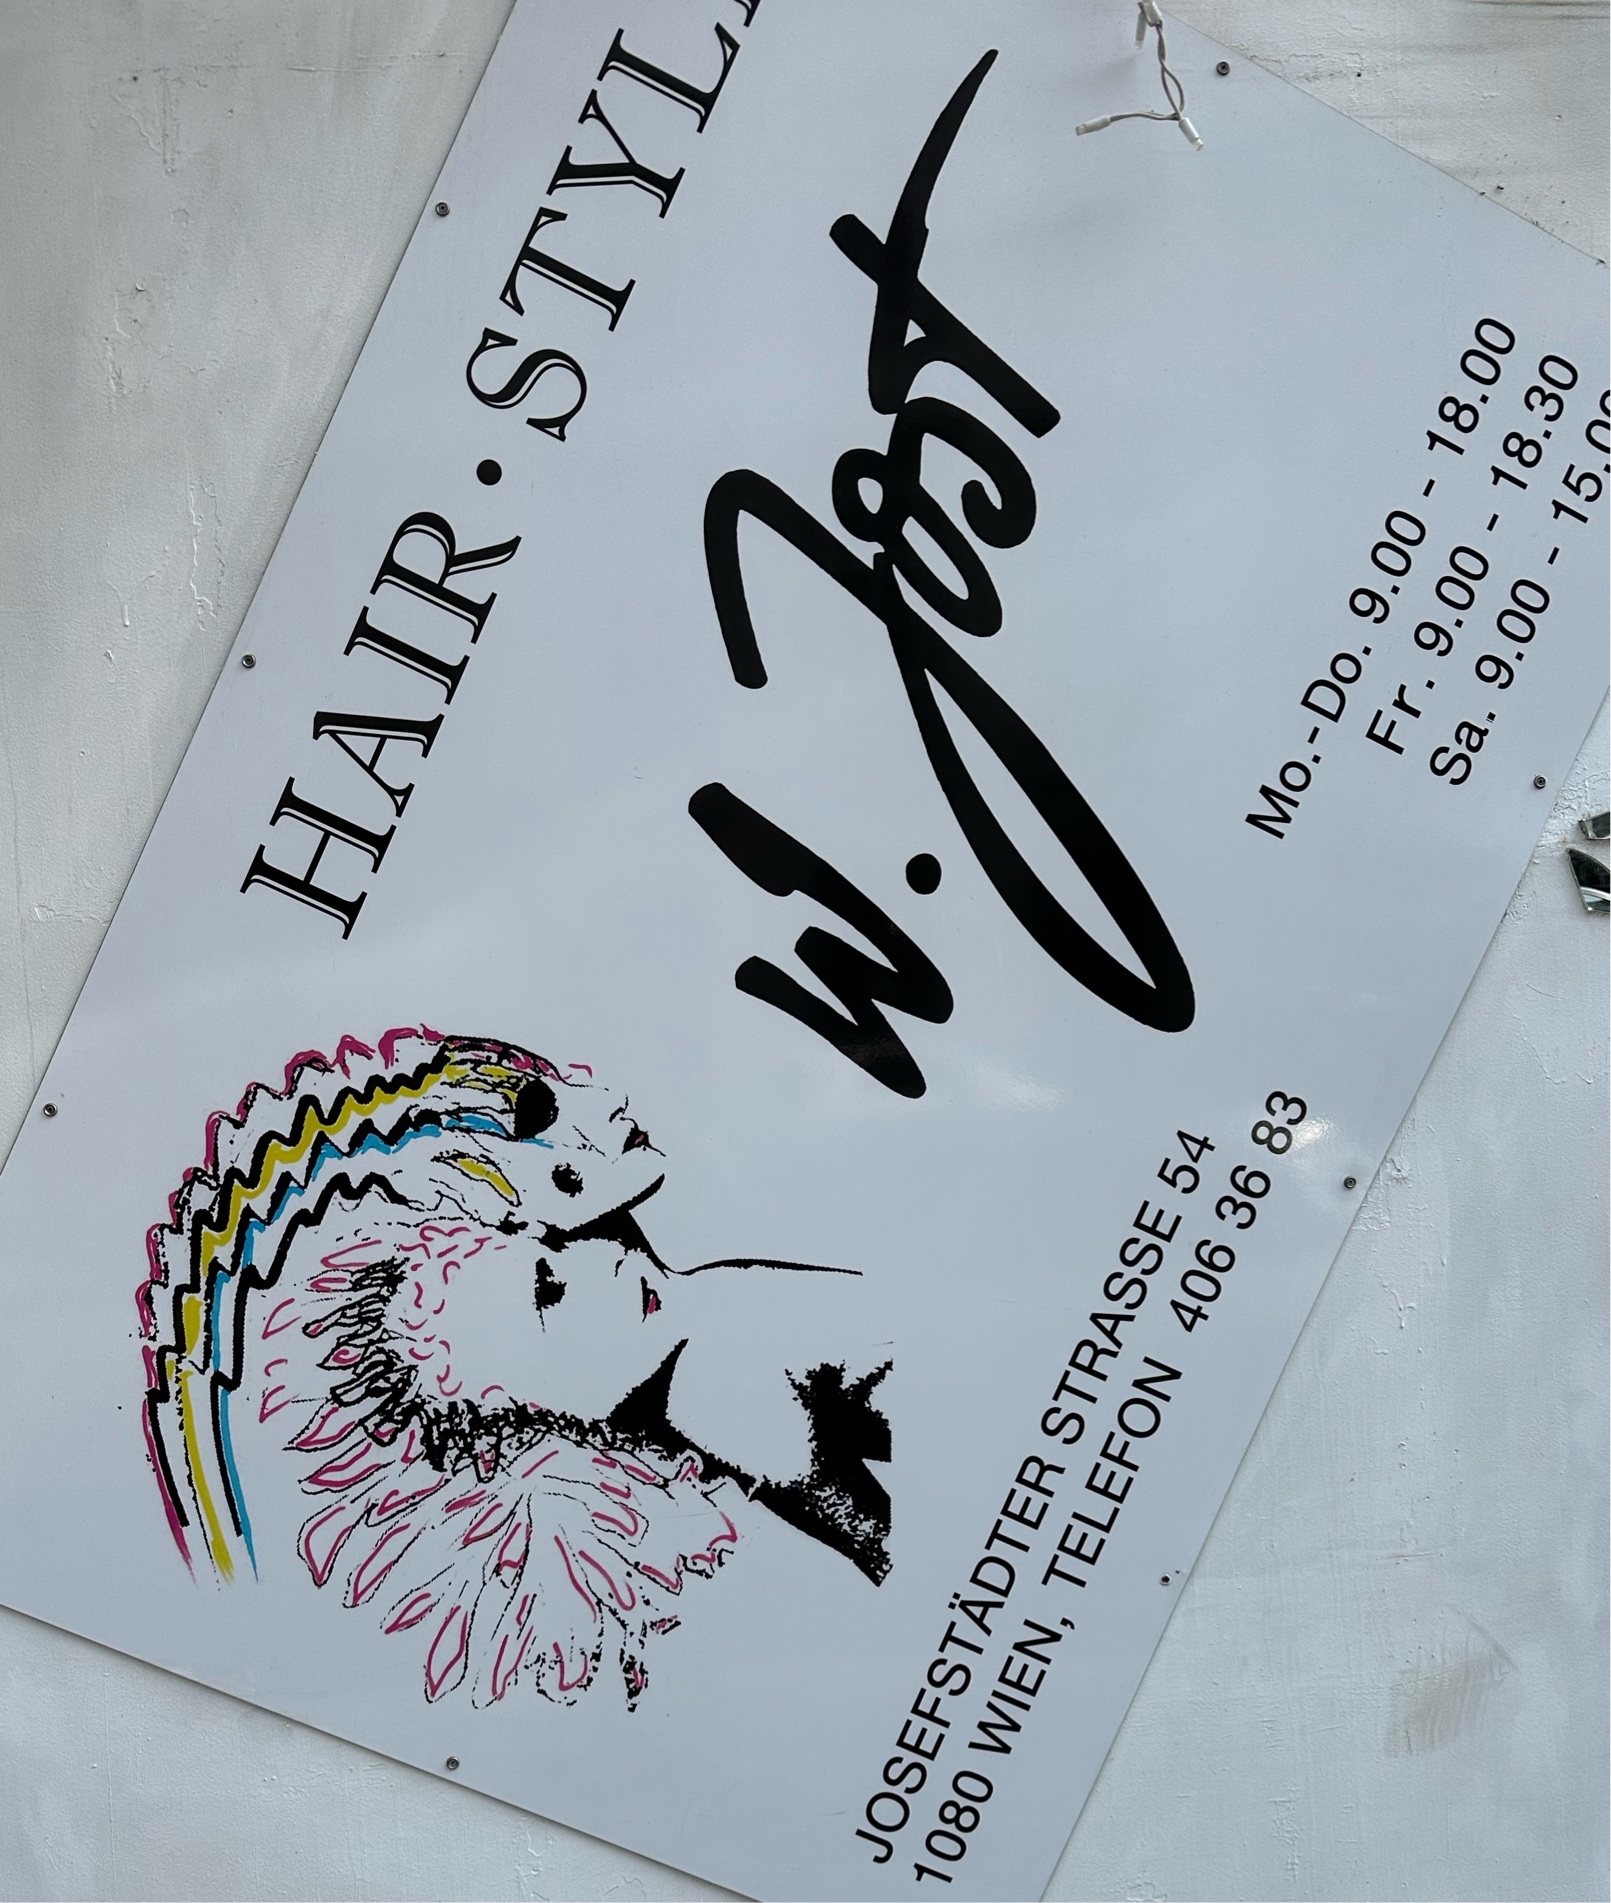 HAIR·STYL
W. Jost
Mo.-Do. 9.00 - 18.00
Fr. 9.00 - 18.30
Sa. 9.00 - 15.00
JOSEFSTÄDTER STRASSE 54
1080 WIEN, TELEFON 406 36 83